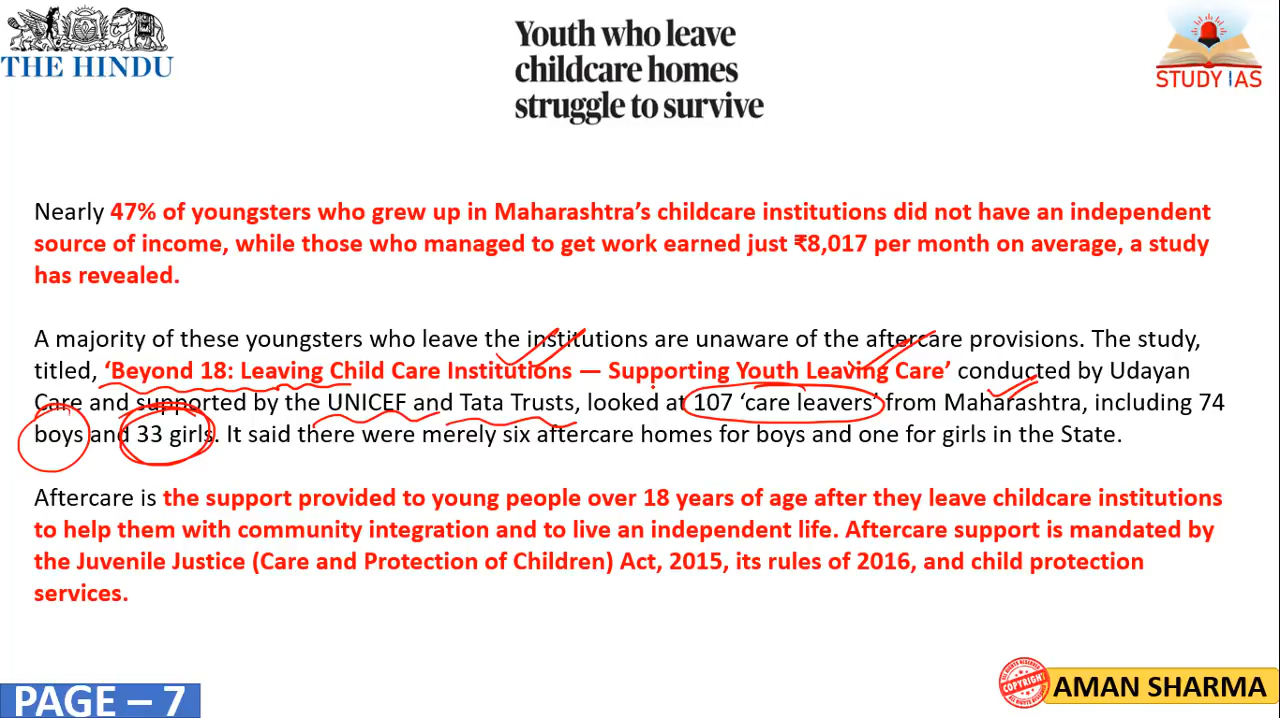 THE HINDU
Youth who leave
childcare homes
struggle to survive
STUDY IAS
Nearly 47% of youngsters who grew up in Maharashtra's childcare institutions did not have an independent
source of income, while those who managed to get work earned just ₹8,017 per month on average, a study
has revealed.
A majority of these youngsters who leave the institutions are unaware of the aftercare provisions. The study,
titled, ‘Beyond 18: Leaving Child Care Institutions — Supporting Youth Leaving Care’ conducted by Udayan
Care and supported by the UNICEF and Tata Trusts, looked at 107 ‘care leavers’ from Maharashtra, including 74
boys and 33 girls. It said there were merely six aftercare homes for boys and one for girls in the State.
Aftercare is the support provided to young people over 18 years of age after they leave childcare institutions
to help them with community integration and to live an independent life. Aftercare support is mandated by
the Juvenile Justice (Care and Protection of Children) Act, 2015, its rules of 2016, and child protection
services.
PAGE – 7
COPYRIGHT
AMAN SHARMA